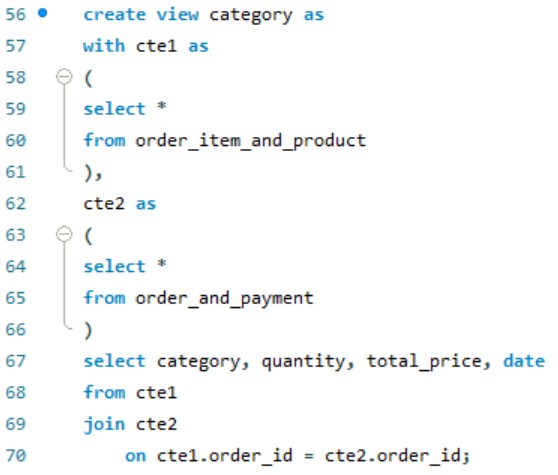 56 create view category as
57 with cte1 as
58 (
59 select *
60 from order_item_and_product
61 ),
62 cte2 as
63 (
64 select *
65 from order_and_payment
66 )
67 select category, quantity, total_price, date
68 from cte1
69 join cte2
70 on cte1.order_id = cte2.order_id;